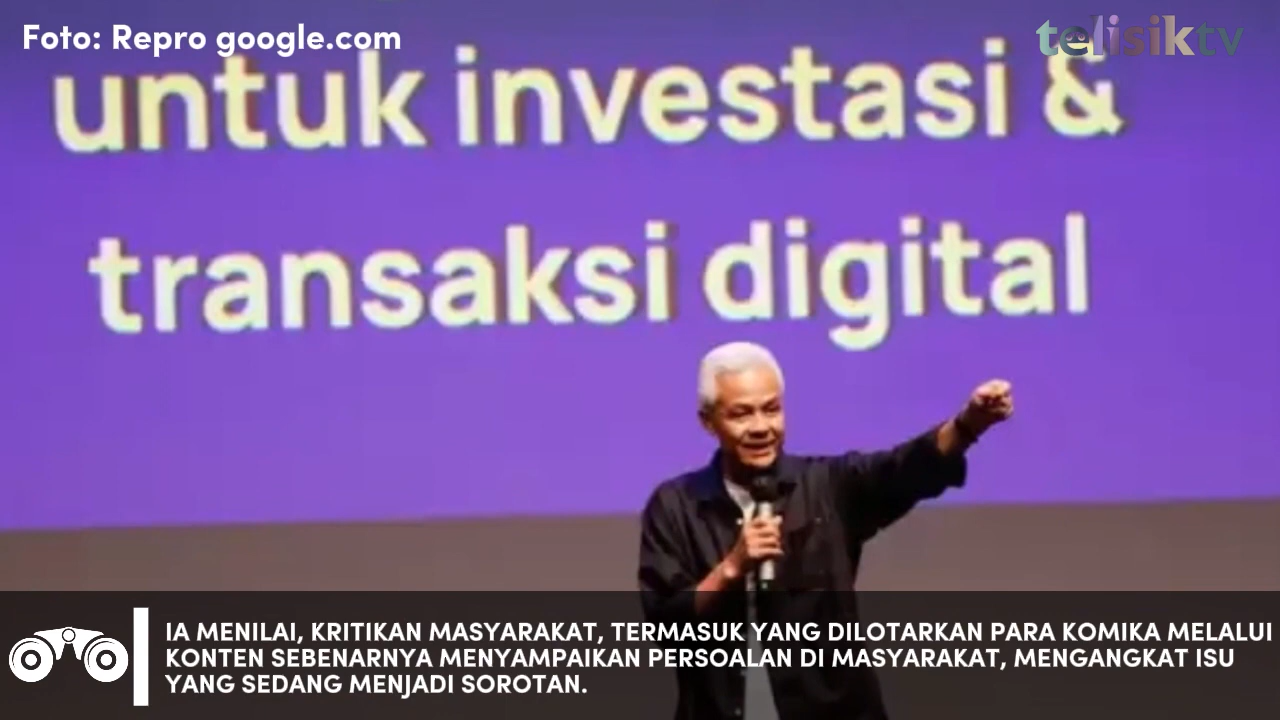 Foto: Repro google.com
telisiktv
untuk investasi &
transaksi digital
IA MENILAI, KRITIKAN MASYARAKAT, TERMASUK YANG DILOTARKAN PARA KOMIKA MELALUI
KONTEN SEBENARNYA MENYAMPAIKAN PERSOALAN DI MASYARAKAT, MENGANGKAT ISU
YANG SEDANG MENJADI SOROTAN.